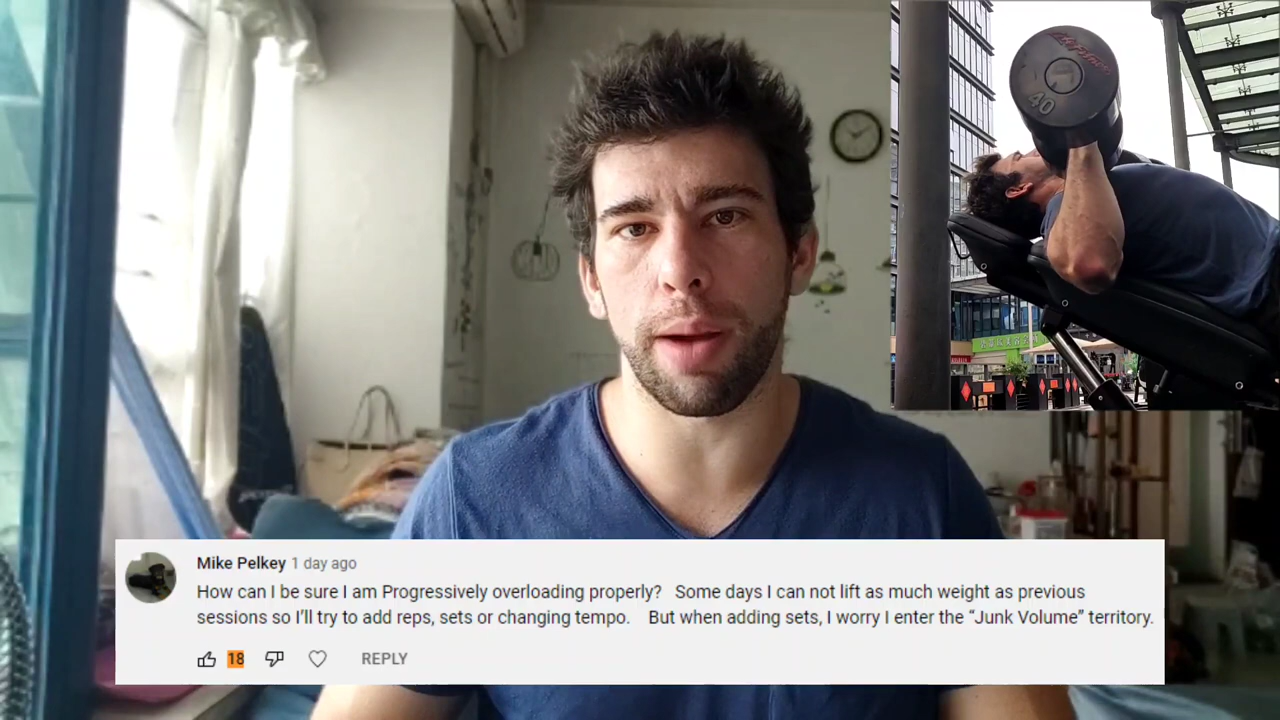 40
Mike Pelkey 1 day ago
How can I be sure I am Progressively overloading properly? Some days I can not lift as much weight as previous
sessions so I'll try to add reps, sets or changing tempo. But when adding sets, I worry I enter the “Junk Volume” territory.
18 REPLY